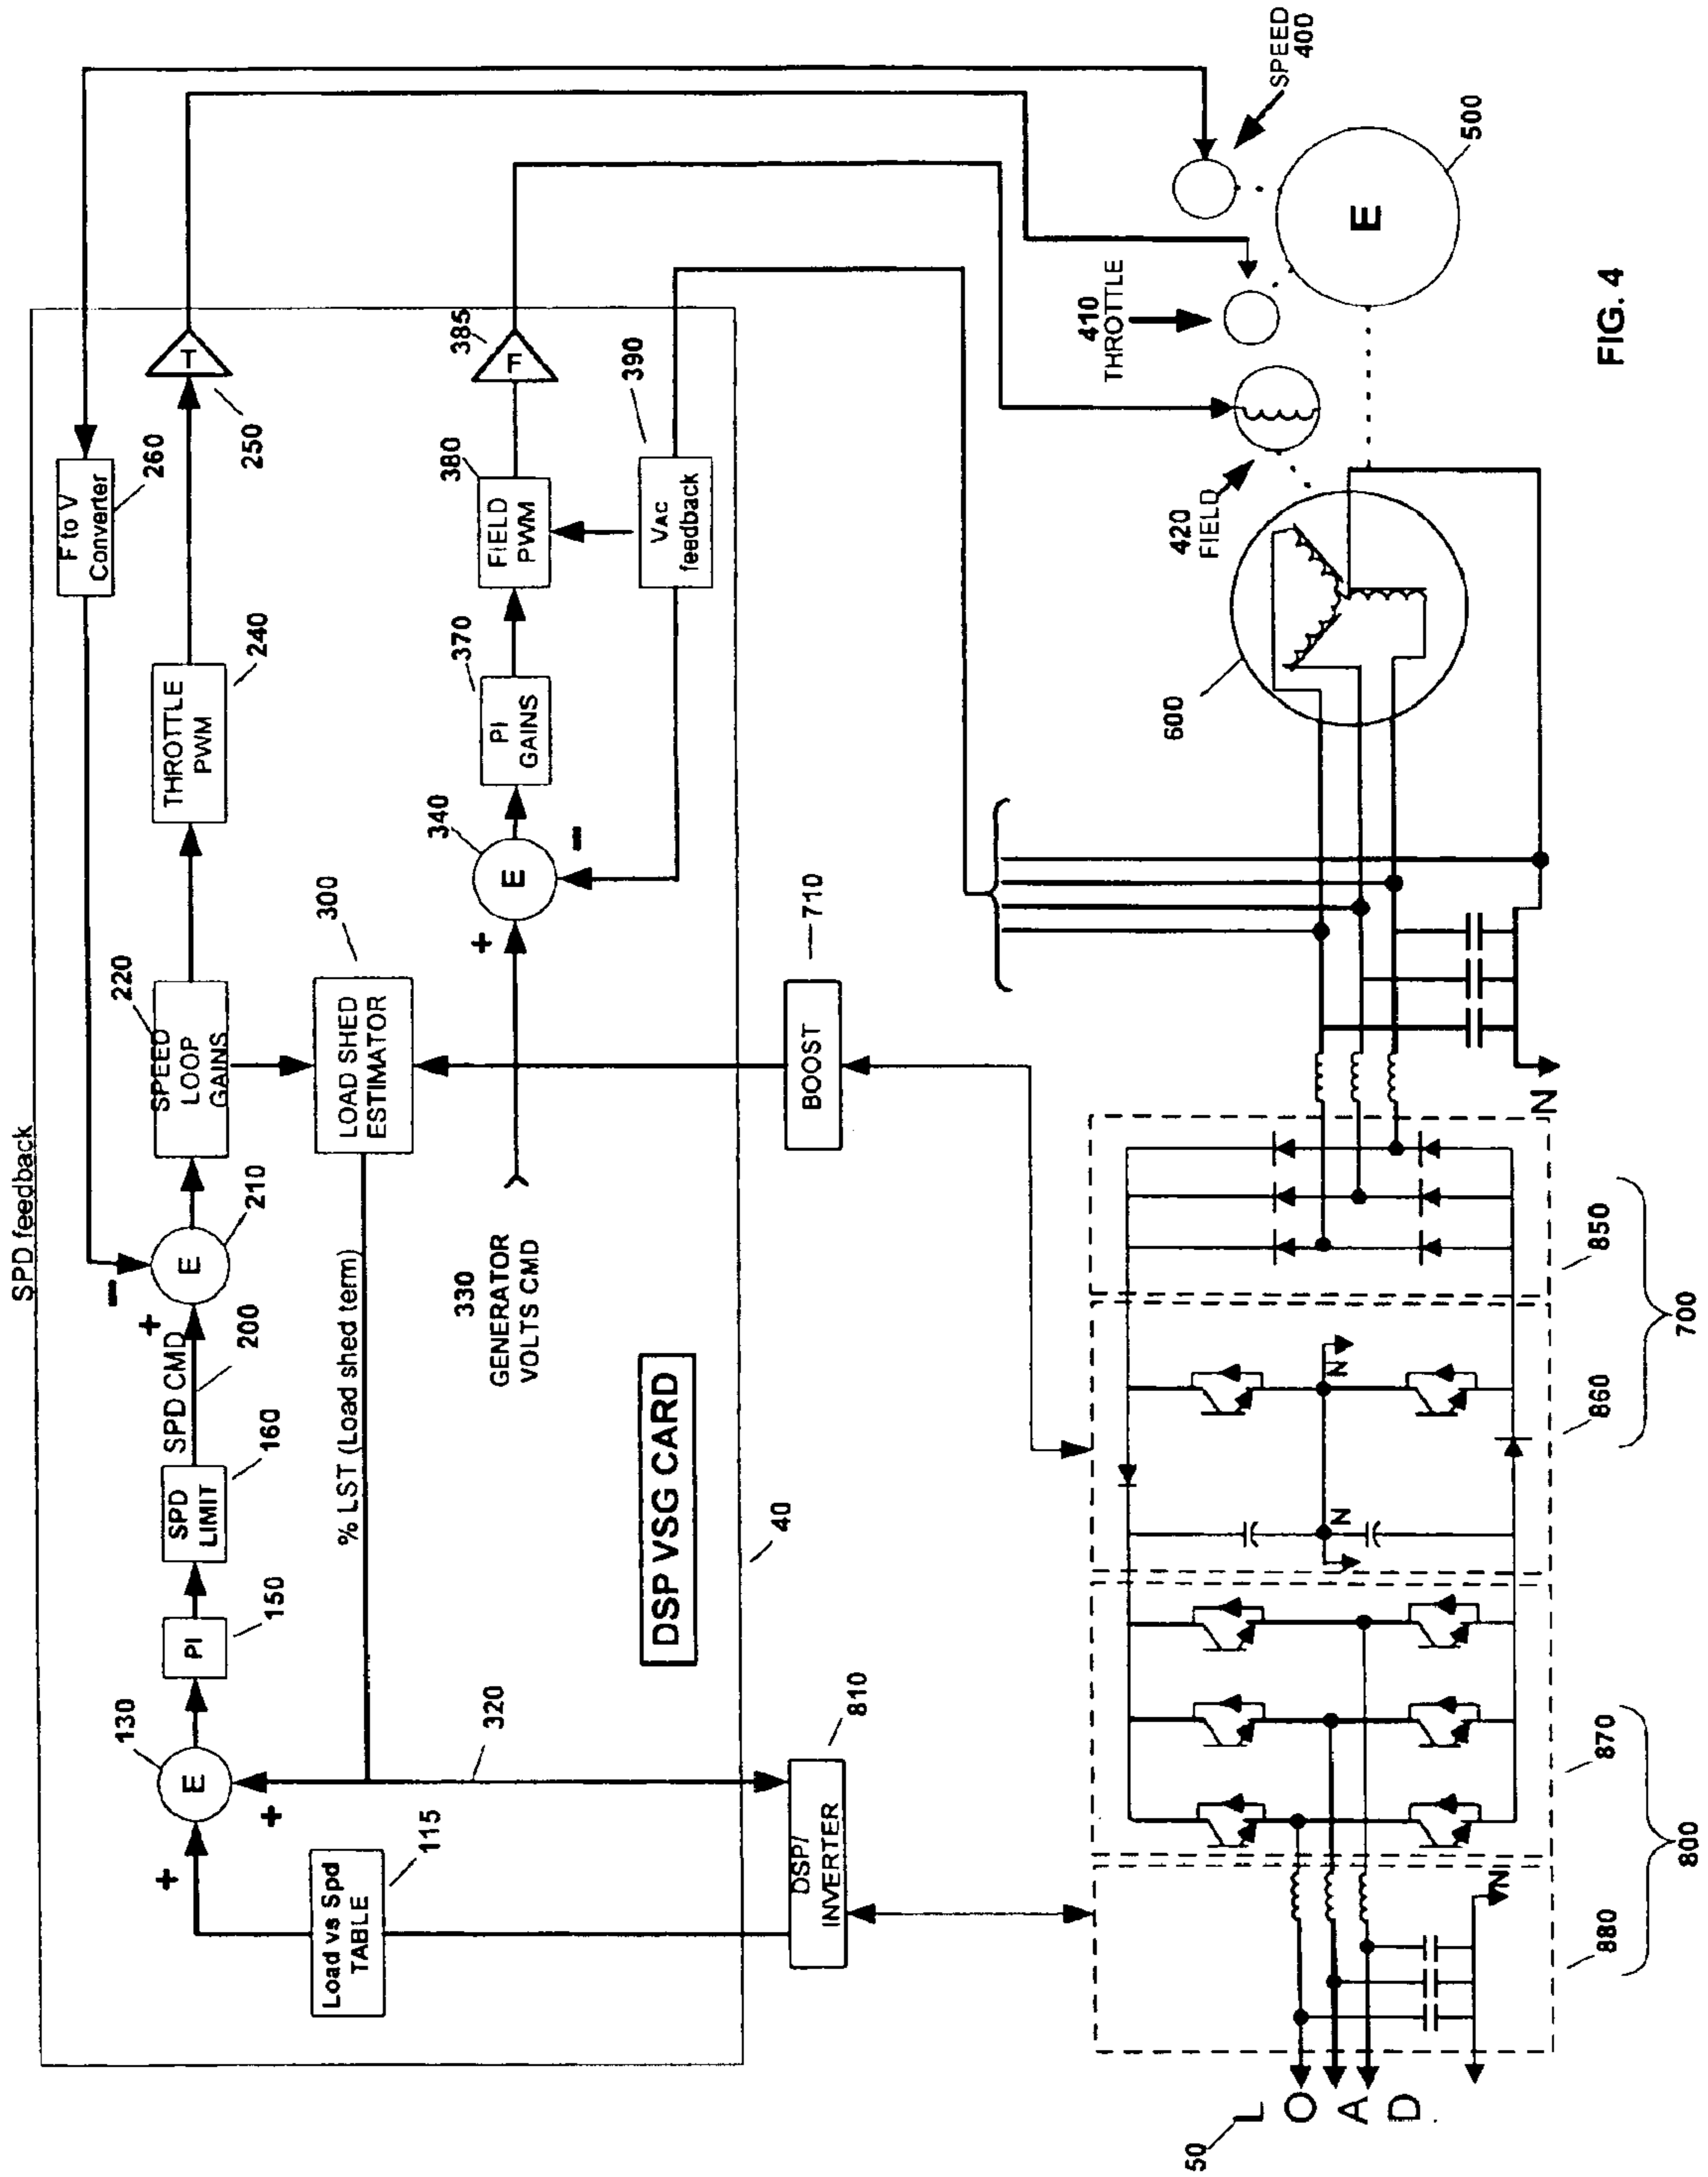 SPD feedback
F to V
Converter
260
T
250
THROTTLE
PWM
240
220
SPEED
LOOP
GAINS
E
210
−
+
SPD CMD
200
SPD
LIMIT
160
PI
150
E
130
+
+
Load vs Spd
TABLE
115
% LST (Load shed term)
320
LOAD SHED
ESTIMATOR
300
385
F
FIELD
PWM
380
390
VAC
feedback
PI
GAINS
370
E
340
+
−
330
GENERATOR
VOLTS CMD
DSP VSG CARD
40
DSP/
INVERTER
810
BOOST
710
SPEED
400
410
THROTTLE
420
FIELD
E
500
600
N
850
860
700
N
N
870
880
800
N
50
L
O
A
D
FIG. 4